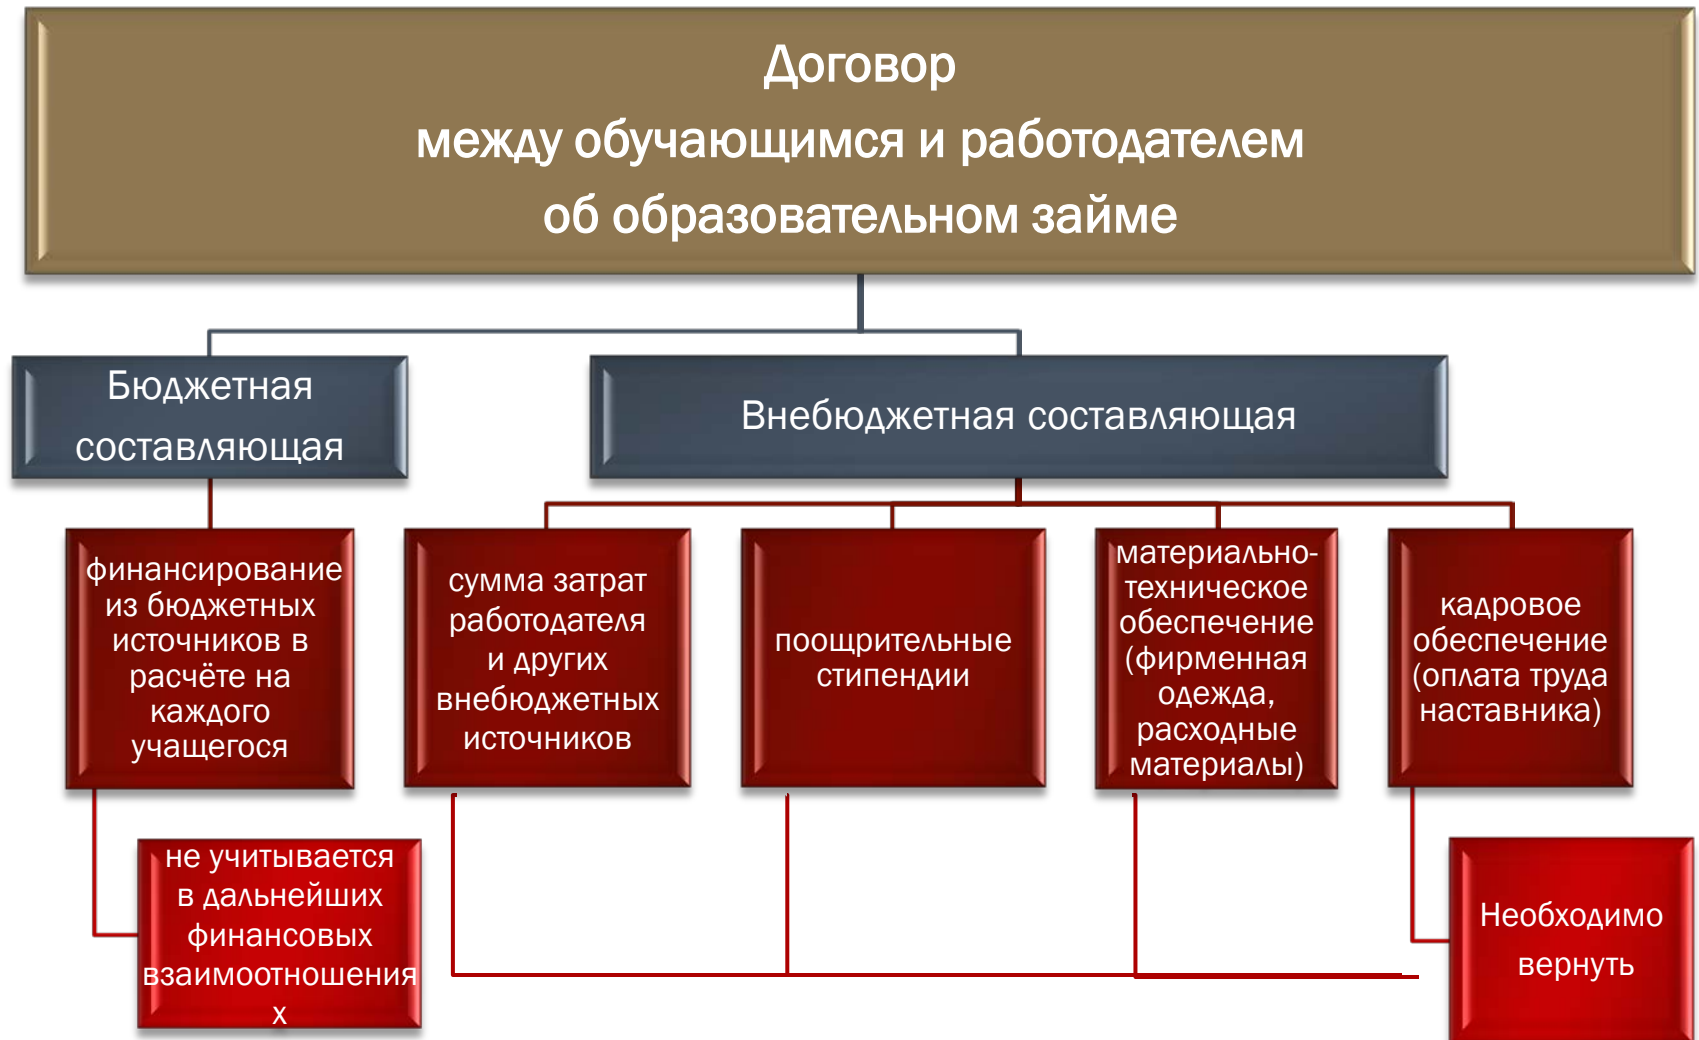 Договор
между обучающимся и работодателем
об образовательном займе
Бюджетная
составляющая
Внебюджетная составляющая
финансирование
из бюджетных
источников в
расчёте на
каждого
учащегося
сумма затрат
работодателя
и других
внебюджетных
источников
поощрительные
стипендии
материально-
техническое
обеспечение
(фирменная
одежда,
расходные
материалы)
кадровое
обеспечение
(оплата труда
наставника)
не учитывается
в дальнейших
финансовых
взаимоотношения
х
Необходимо
вернуть